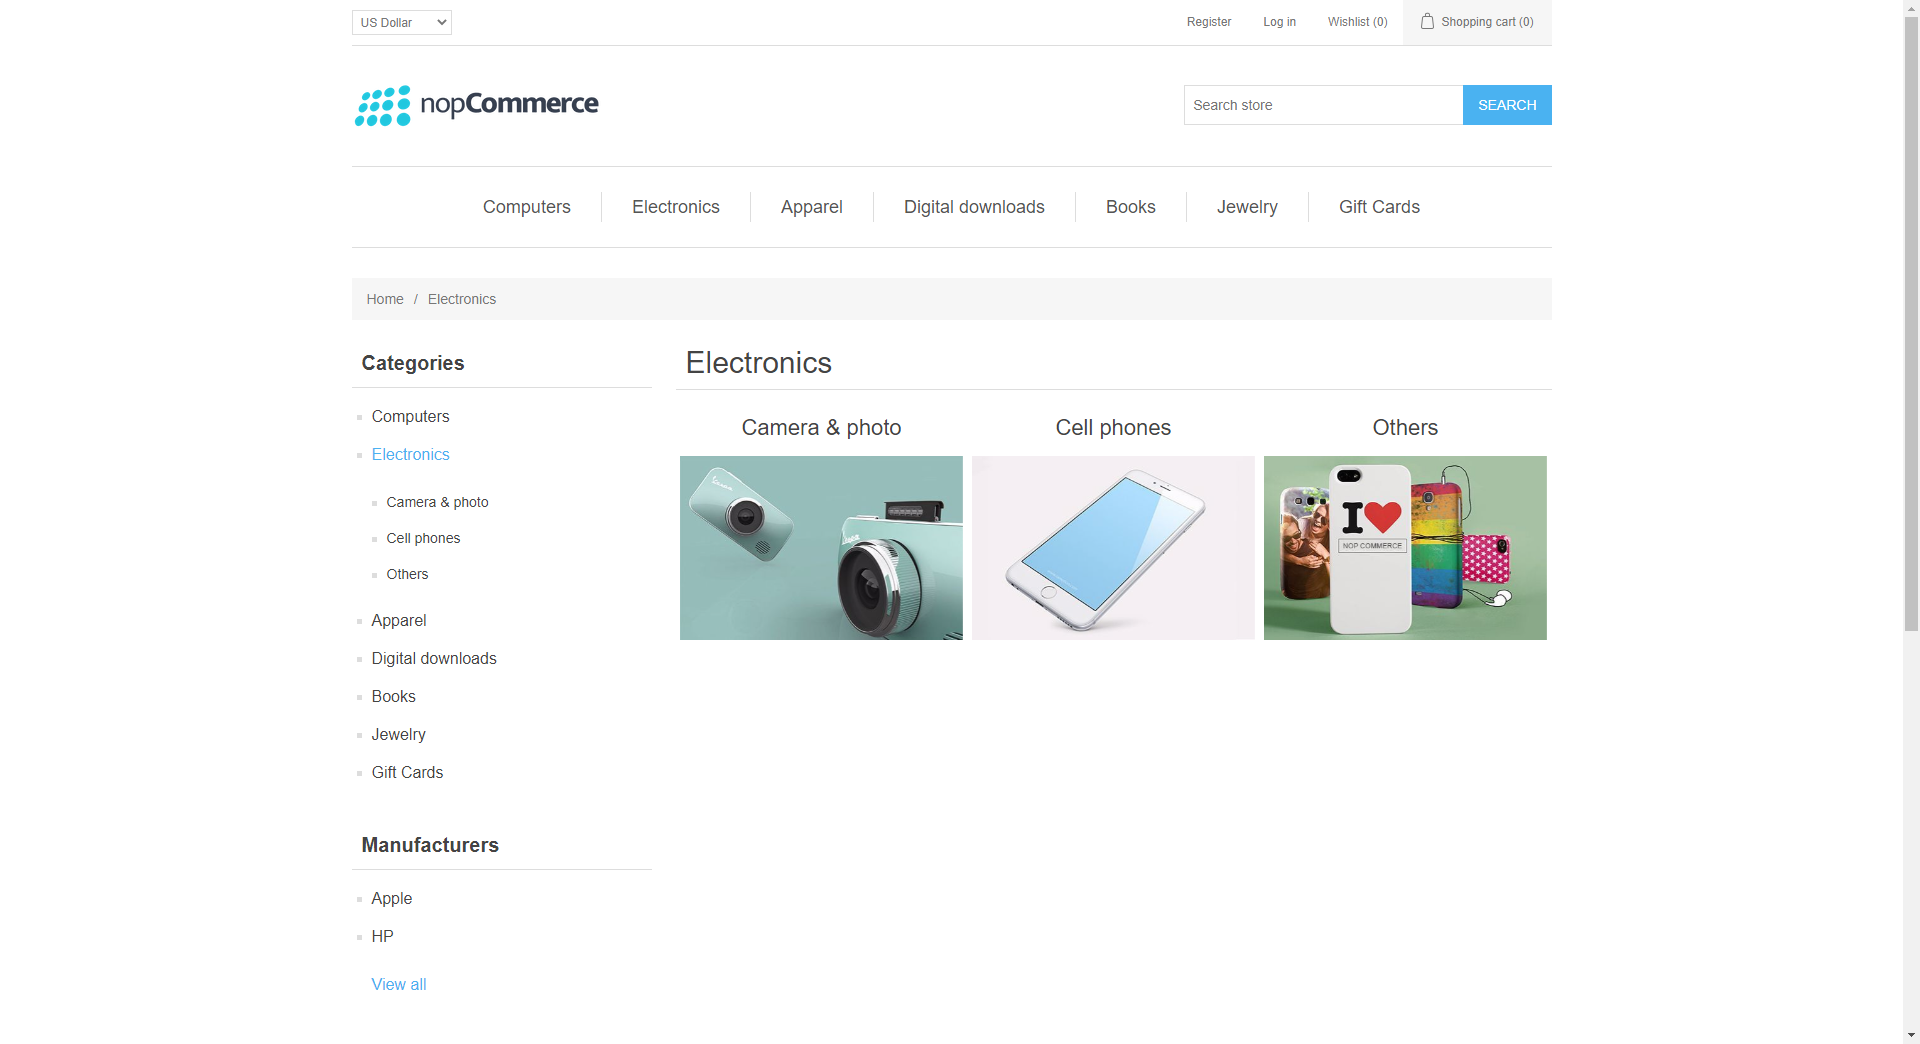 US Dollar
Register
Log in
Wishlist (0)
Shopping cart (0)
nopCommerce
Search store
SEARCH
Computers
Electronics
Apparel
Digital downloads
Books
Jewelry
Gift Cards
Home / Electronics
Categories
Computers
Electronics
Camera & photo
Cell phones
Others
Apparel
Digital downloads
Books
Jewelry
Gift Cards
Manufacturers
Apple
HP
View all
Electronics
Camera & photo
Cell phones
Others
I
NOP COMMERCE